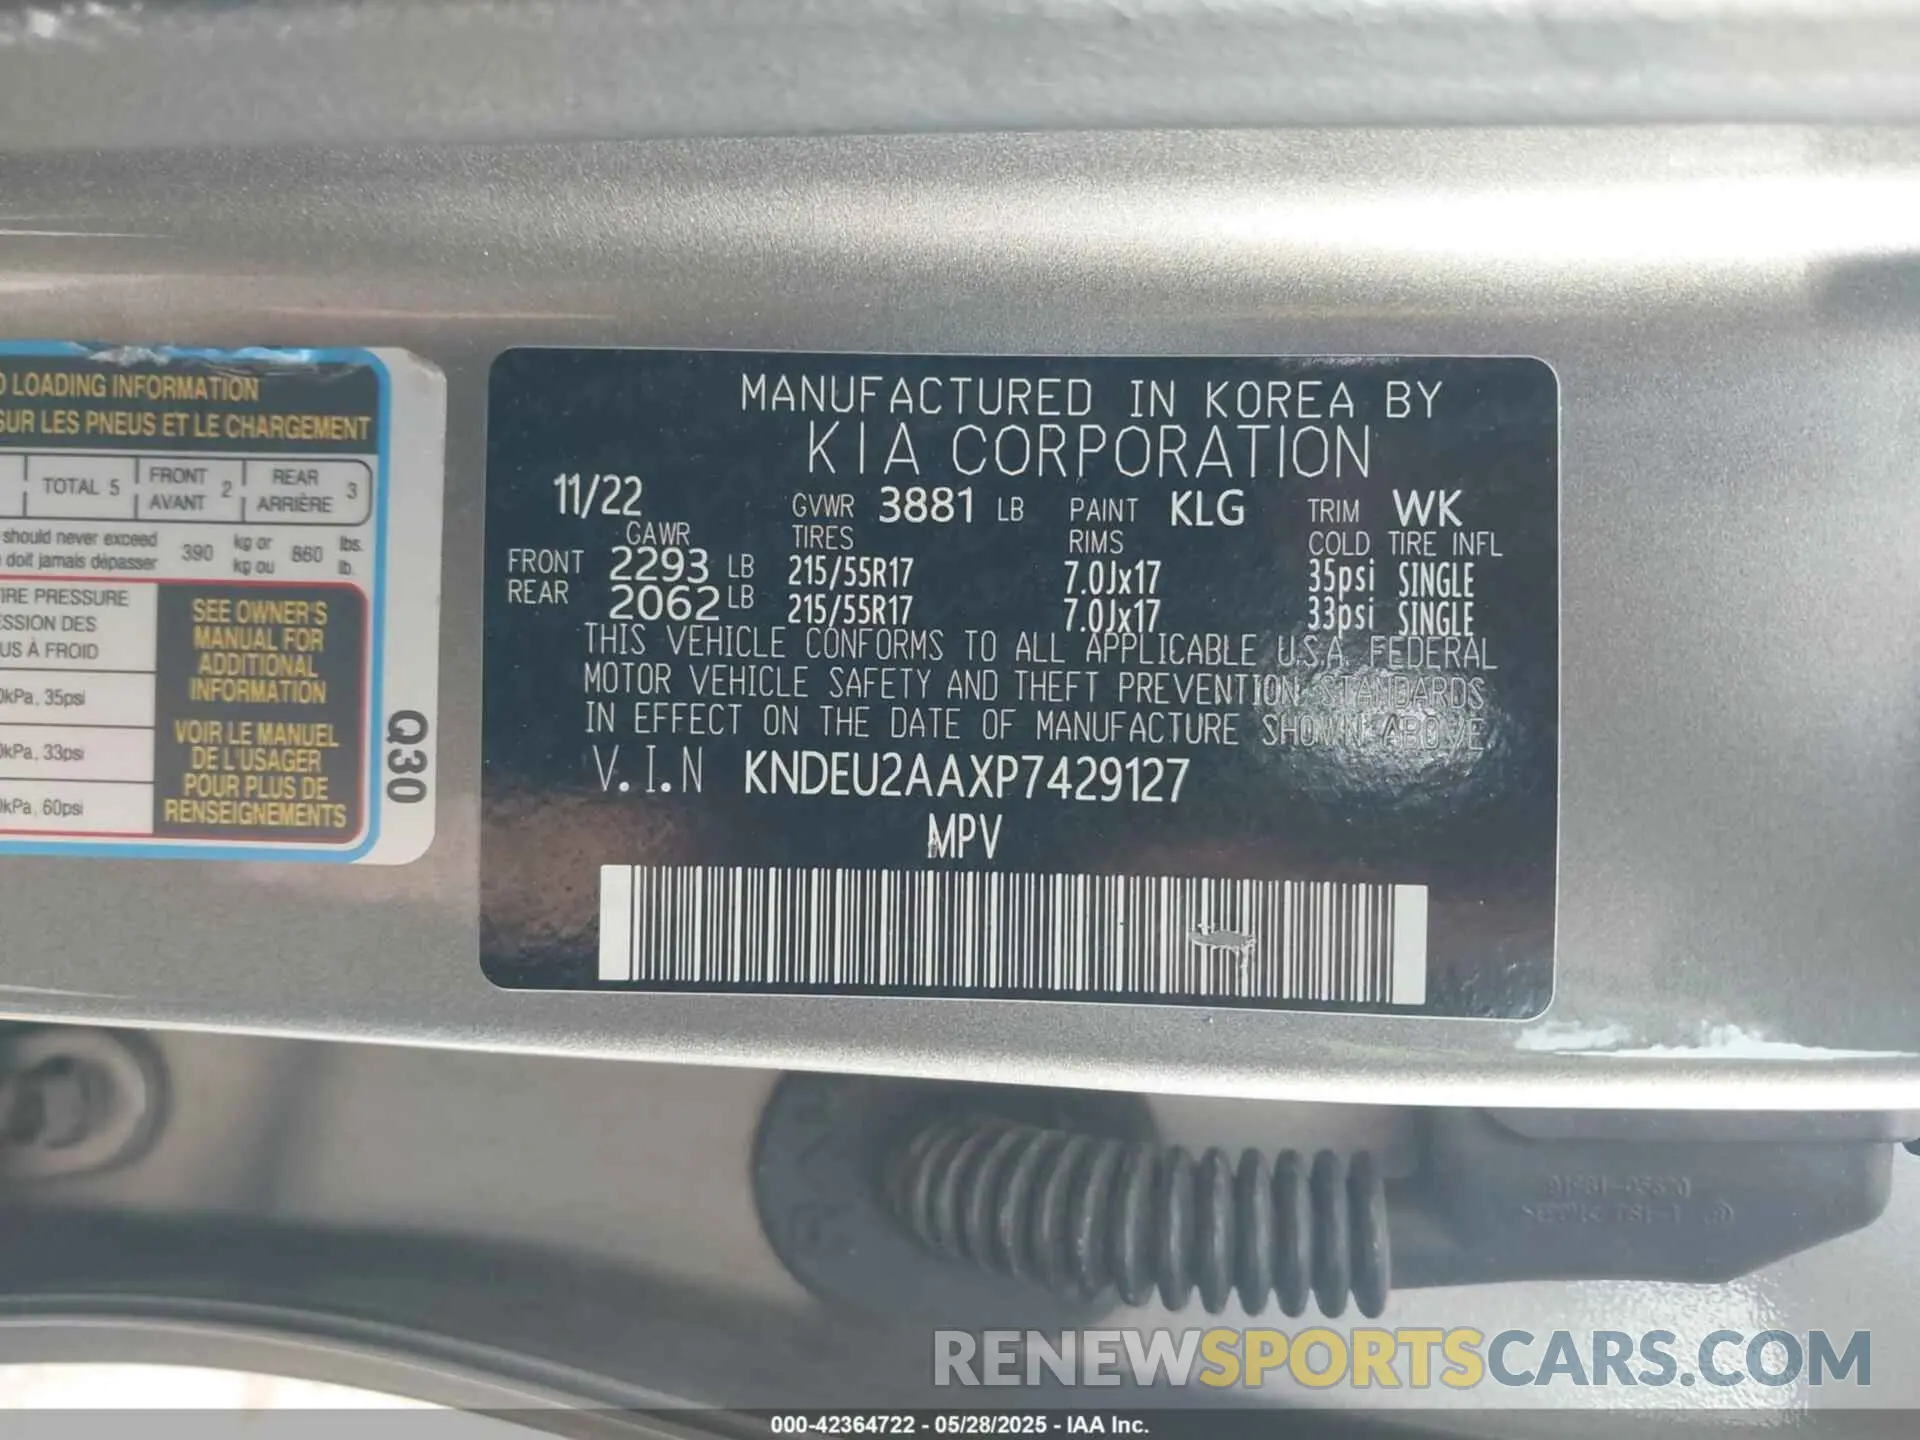 LOADING INFORMATION
SUR LES PNEUS ET LE CHARGEMENT
TOTAL 5 FRONT AVANT 2 REAR ARRIÈRE 3
should never exceed 390 kg or 860 lbs.
doit jamais dépasser kg ou lb.
IRE PRESSURE
SSION DES
US À FROID
0kPa, 35psi
0kPa, 33psi
0kPa, 60psi
SEE OWNER'S
MANUAL FOR
ADDITIONAL
INFORMATION
VOIR LE MANUEL
DE L'USAGER
POUR PLUS DE
RENSEIGNEMENTS
Q30
MANUFACTURED IN KOREA BY
KIA CORPORATION
11/22 GVWR 3881 LB PAINT KLG TRIM WK
GAWR TIRES RIMS COLD TIRE INFL
FRONT 2293 LB 215/55R17 7.0Jx17 35psi SINGLE
REAR 2062 LB 215/55R17 7.0Jx17 33psi SINGLE
THIS VEHICLE CONFORMS TO ALL APPLICABLE U.S.A. FEDERAL
MOTOR VEHICLE SAFETY AND THEFT PREVENTION STANDARDS
IN EFFECT ON THE DATE OF MANUFACTURE SHOWN ABOVE
V.I.N KNDEU2AAXP7429127
MPV
RENEWSPORTSCARS.COM
000-42364722 - 05/28/2025 - IAA Inc.